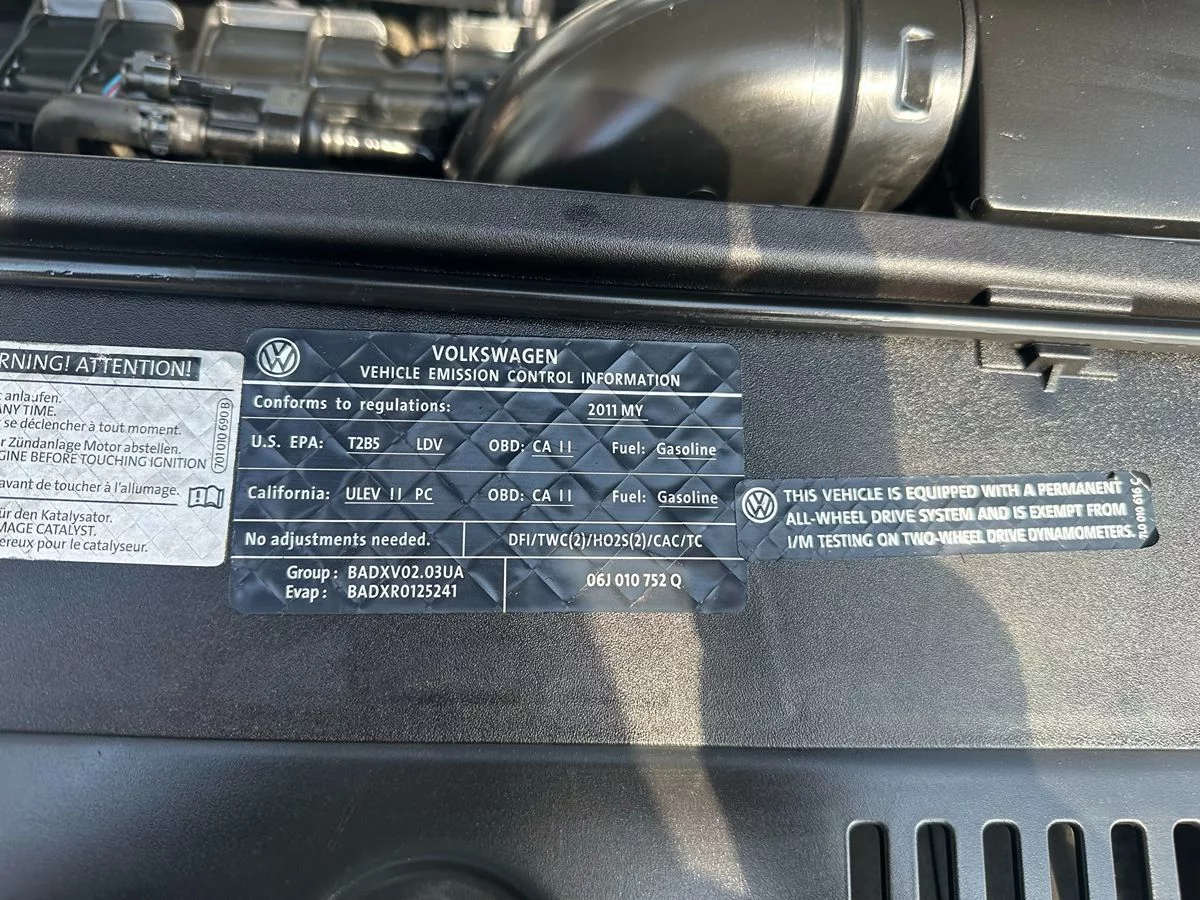 RNING! ATTENTION!
anlaufen.
ANY TIME.
se déclencher à tout moment.
Zündanlage Motor abstellen.
GINE BEFORE TOUCHING IGNITION
avant de toucher à l'allumage.
ür den Katalysator.
MAGE CATALYST.
ereux pour le catalyseur.
701 010 690 B
VOLKSWAGEN
VEHICLE EMISSION CONTROL INFORMATION
Conforms to regulations: 2011 MY
U.S. EPA: T2B5 LDV OBD: CA II Fuel: Gasoline
California: ULEV II PC OBD: CA II Fuel: Gasoline
No adjustments needed. DFI/TWC(2)/HO2S(2)/CAC/TC
Group: BADXV02.03UA
Evap: BADXR0125241
06J 010 752 Q
THIS VEHICLE IS EQUIPPED WITH A PERMANENT
ALL-WHEEL DRIVE SYSTEM AND IS EXEMPT FROM
I/M TESTING ON TWO-WHEEL DRIVE DYNAMOMETERS.